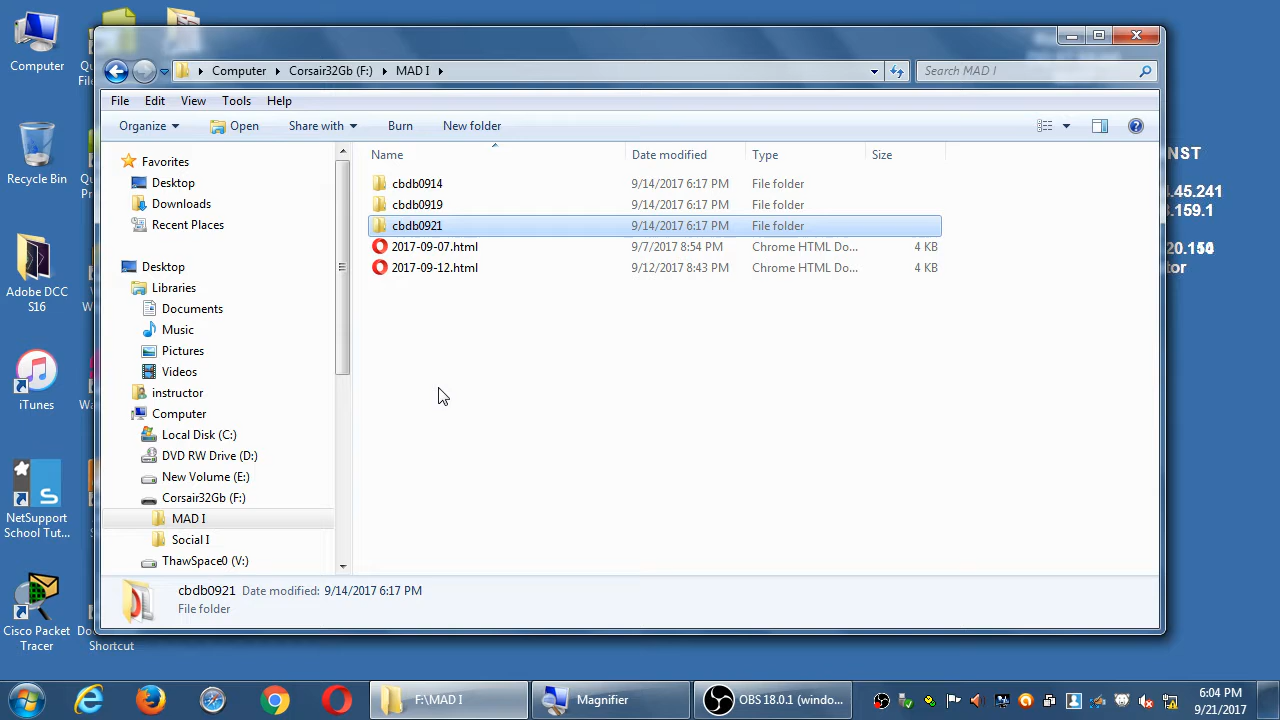 Computer
Recycle Bin
Adobe DCC
S16
iTunes
NetSupport
School Tut...
Cisco Packet
Tracer
Shortcut
Computer
Corsair32Gb (F:)
MAD I
Search MAD I
File
Edit
View
Tools
Help
Organize
Open
Share with
Burn
New folder
Favorites
Desktop
Downloads
Recent Places
Desktop
Libraries
Documents
Music
Pictures
Videos
instructor
Computer
Local Disk (C:)
DVD RW Drive (D:)
New Volume (E:)
Corsair32Gb (F:)
MAD I
Social I
ThawSpace0 (V:)
Name Date modified Type Size
cbdb0914 9/14/2017 6:17 PM File folder
cbdb0919 9/14/2017 6:17 PM File folder
cbdb0921 9/14/2017 6:17 PM File folder
2017-09-07.html 9/7/2017 8:54 PM Chrome HTML Do... 4 KB
2017-09-12.html 9/12/2017 8:43 PM Chrome HTML Do... 4 KB
cbdb0921 Date modified: 9/14/2017 6:17 PM
File folder
NST
.45.241
.159.1
tor
F:\MAD I
Magnifier
OBS 18.0.1 (windo...
6:04 PM
9/21/2017